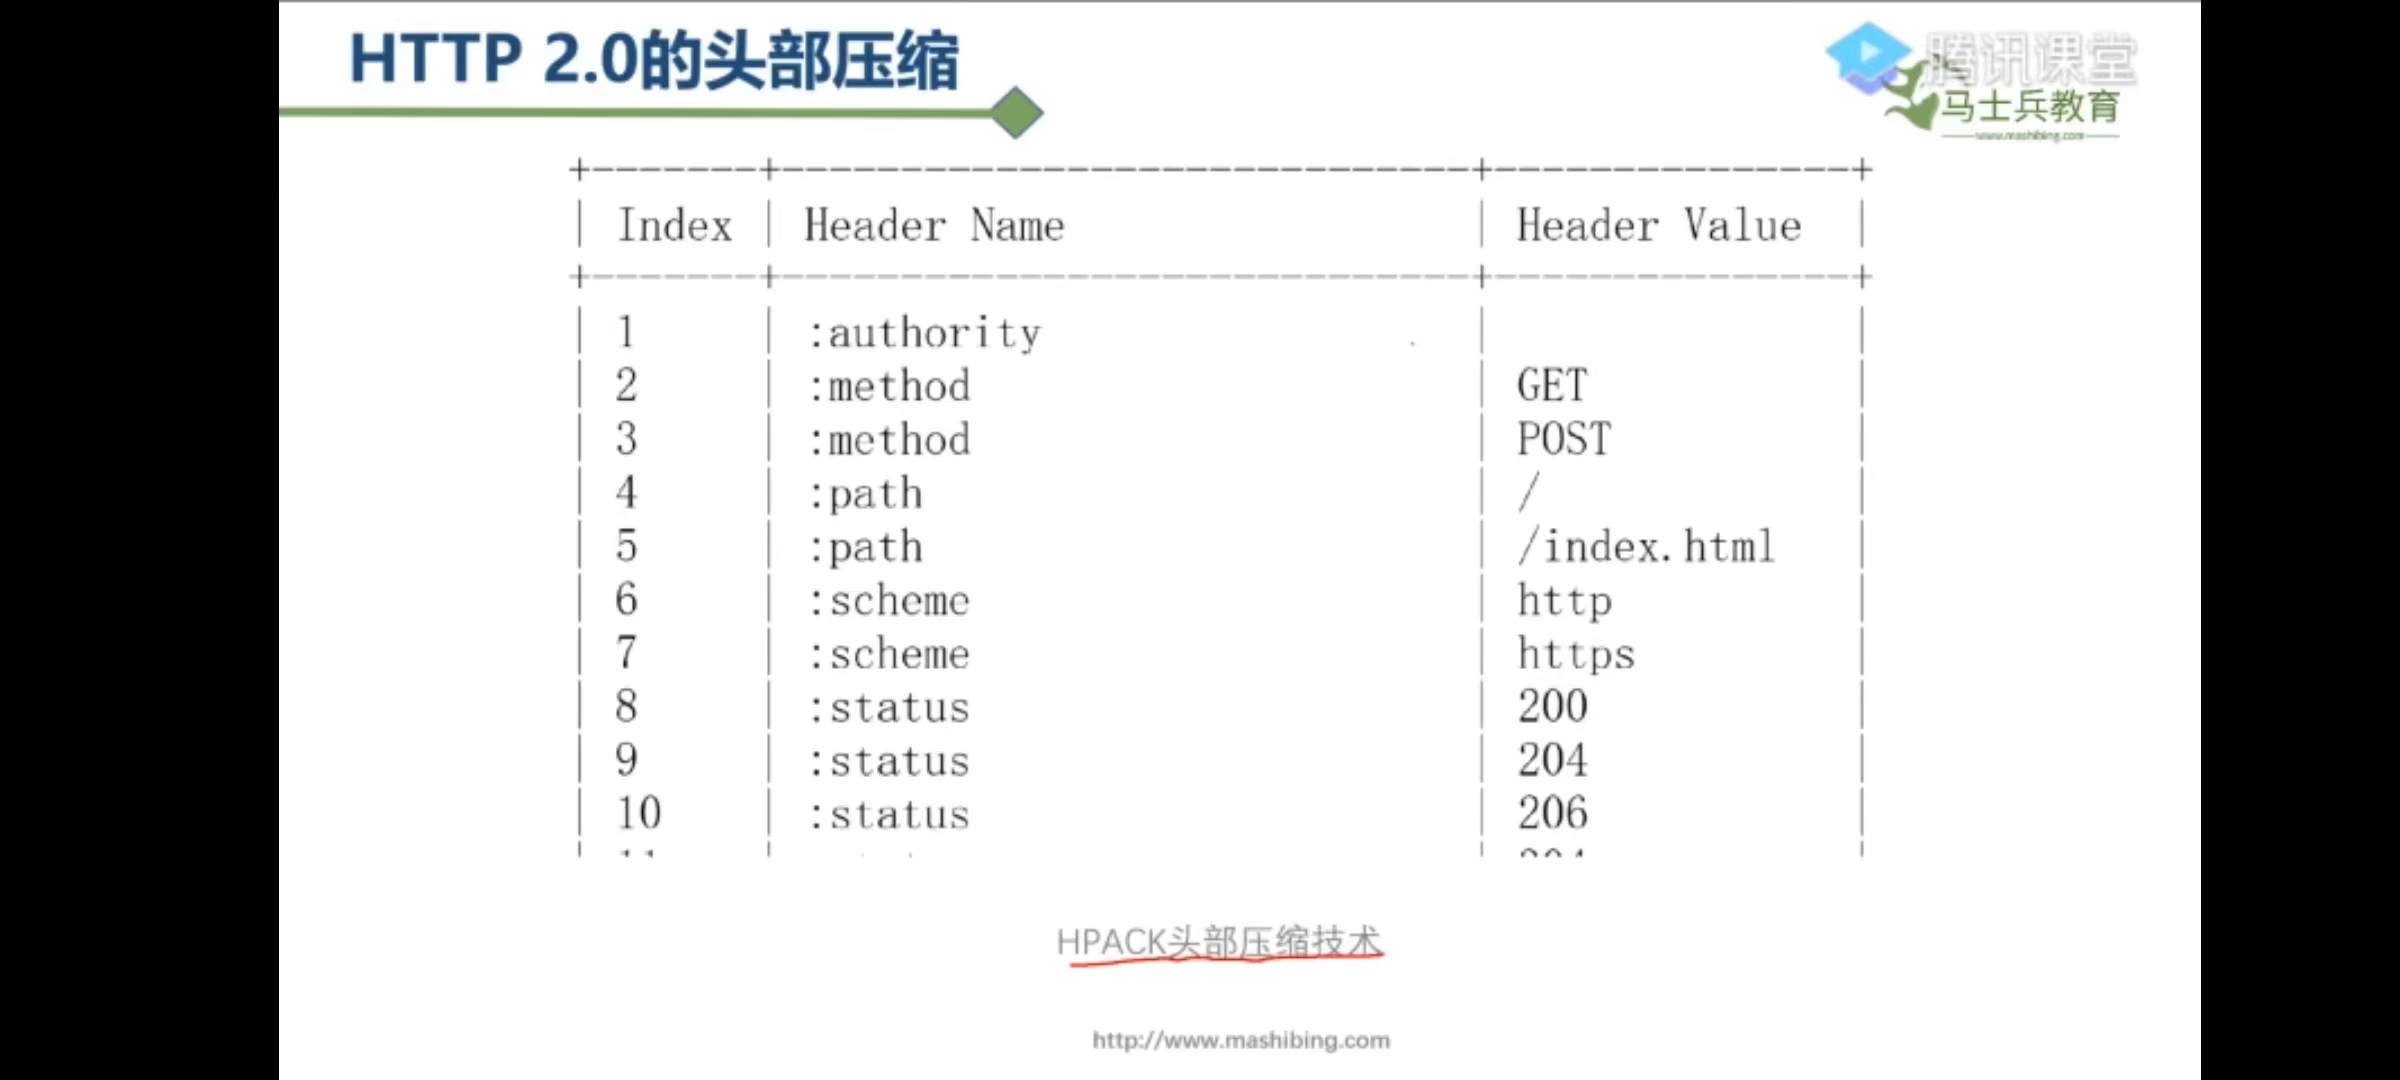 HTTP 2.0的头部压缩
腾讯课堂
马士兵教育
www.mashibing.com
Index | Header Name | Header Value
1 | :authority |
2 | :method | GET
3 | :method | POST
4 | :path | /
5 | :path | /index.html
6 | :scheme | http
7 | :scheme | https
8 | :status | 200
9 | :status | 204
10 | :status | 206
HPACK头部压缩技术
http://www.mashibing.com